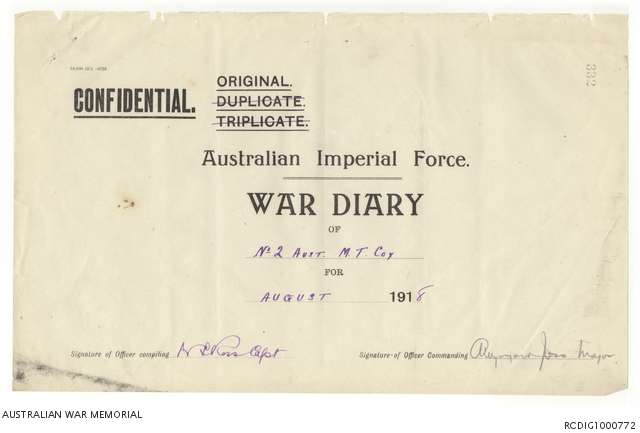 CONFIDENTIAL.
ORIGINAL.
DUPLICATE.
TRIPLICATE.
332
Australian Imperial Force.
WAR DIARY
OF
No 2 Aust. M.T. Coy
FOR
AUGUST 1918
Signature of Officer compiling Capt
Signature of Officer Commanding Major
AUSTRALIAN WAR MEMORIAL
RCDIG1000772